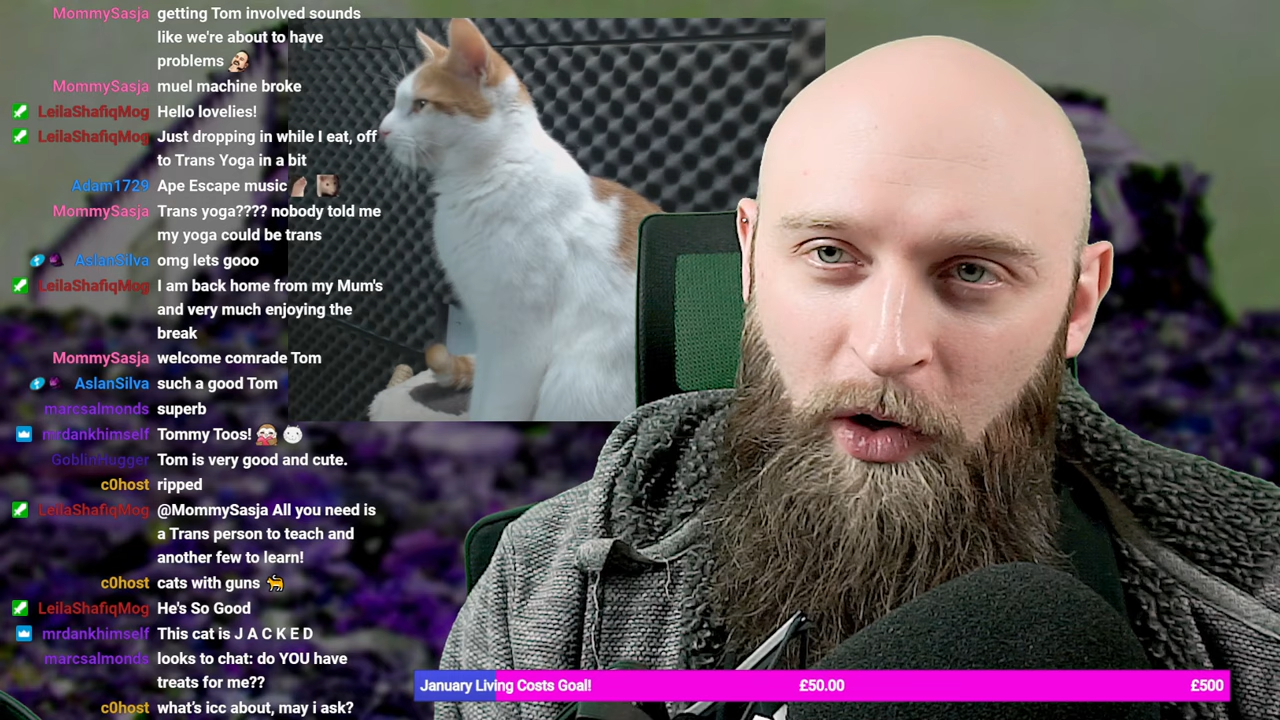 MommySasja getting Tom involved sounds
like we're about to have
problems
MommySasja muel machine broke
LeilaShafiqMog Hello lovelies!
LeilaShafiqMog Just dropping in while I eat, off
to Trans Yoga in a bit
Adam1729 Ape Escape music
MommySasja Trans yoga???? nobody told me
my yoga could be trans
AslanSilva omg lets gooo
LeilaShafiqMog I am back home from my Mum's
and very much enjoying the
break
MommySasja welcome comrade Tom
AslanSilva such a good Tom
marcsalmonds superb
mrdankhimself Tommy Toos!
GoblinHugger Tom is very good and cute.
c0host ripped
LeilaShafiqMog @MommySasja All you need is
a Trans person to teach and
another few to learn!
c0host cats with guns
LeilaShafiqMog He's So Good
mrdankhimself This cat is J A C K E D
marcsalmonds looks to chat: do YOU have
treats for me??
c0host what's icc about, may i ask?
January Living Costs Goal! £50.00 £500